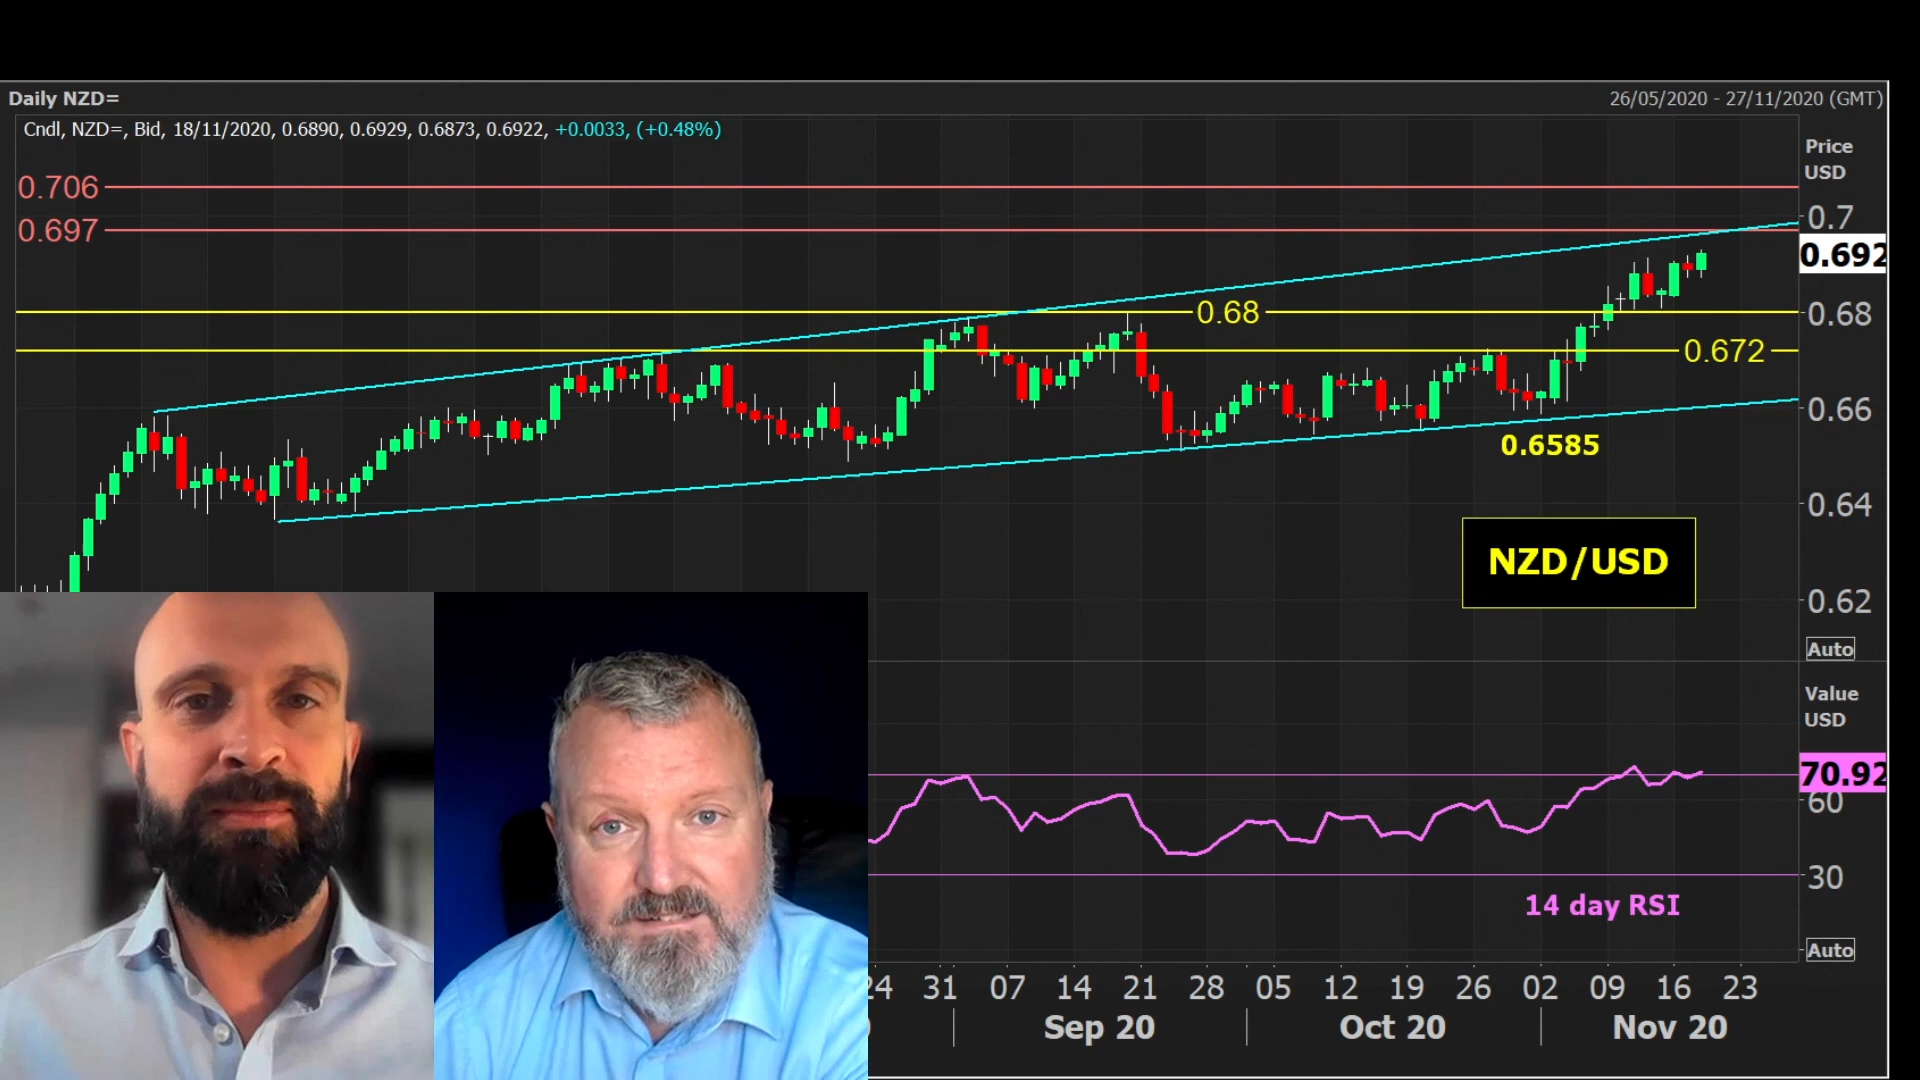 Daily NZD=
26/05/2020 - 27/11/2020 (GMT)
Cndl, NZD=, Bid, 18/11/2020, 0.6890, 0.6929, 0.6873, 0.6922, +0.0033, (+0.48%)
Price
USD
0.706
0.697
0.7
0.692
0.68
0.68
0.672
0.66
0.6585
0.64
NZD/USD
0.62
Auto
Value
USD
70.92
60
30
14 day RSI
Auto
24 31 07 14 21 28 05 12 19 26 02 09 16 23
Sep 20 Oct 20 Nov 20